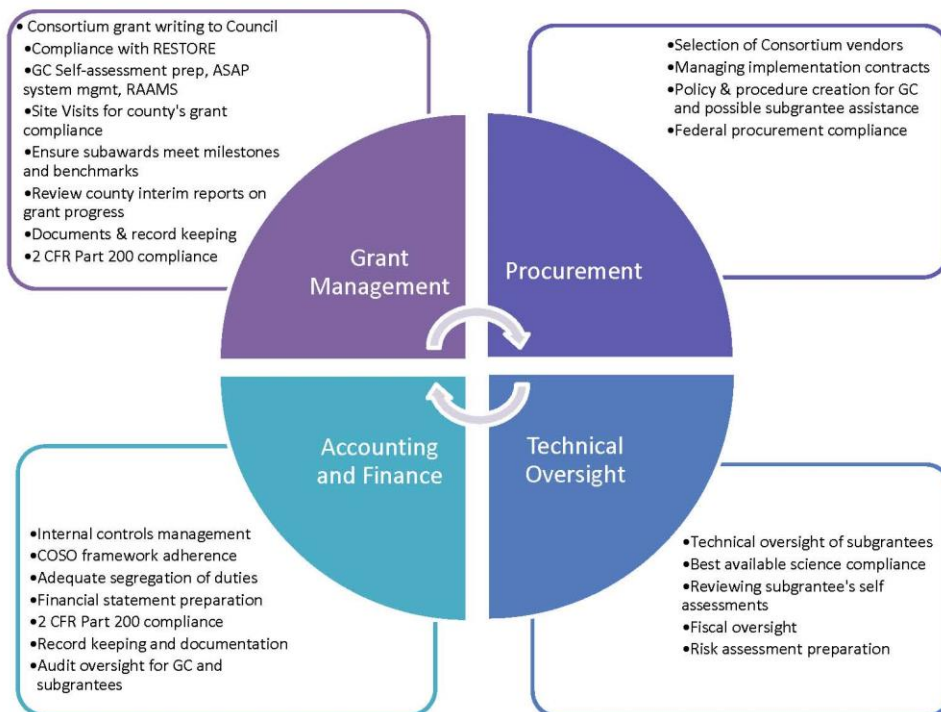 • Consortium grant writing to Council
•Compliance with RESTORE
•GC Self-assessment prep, ASAP
system mgmt, RAAMS
•Site Visits for county's grant
compliance
•Ensure subawards meet milestones
and benchmarks
•Review county interim reports on
grant progress
•Documents & record keeping
•2 CFR Part 200 compliance
•Selection of Consortium vendors
•Managing implementation contracts
•Policy & procedure creation for GC
and possible subgrantee assistance
•Federal procurement compliance
Grant
Management
Procurement
Accounting
and Finance
Technical
Oversight
•Internal controls management
•COSO framework adherence
•Adequate segregation of duties
•Financial statement preparation
•2 CFR Part 200 compliance
•Record keeping and documentation
•Audit oversight for GC and
subgrantees
•Technical oversight of subgrantees
•Best available science compliance
•Reviewing subgrantee's self
assessments
•Fiscal oversight
•Risk assessment preparation